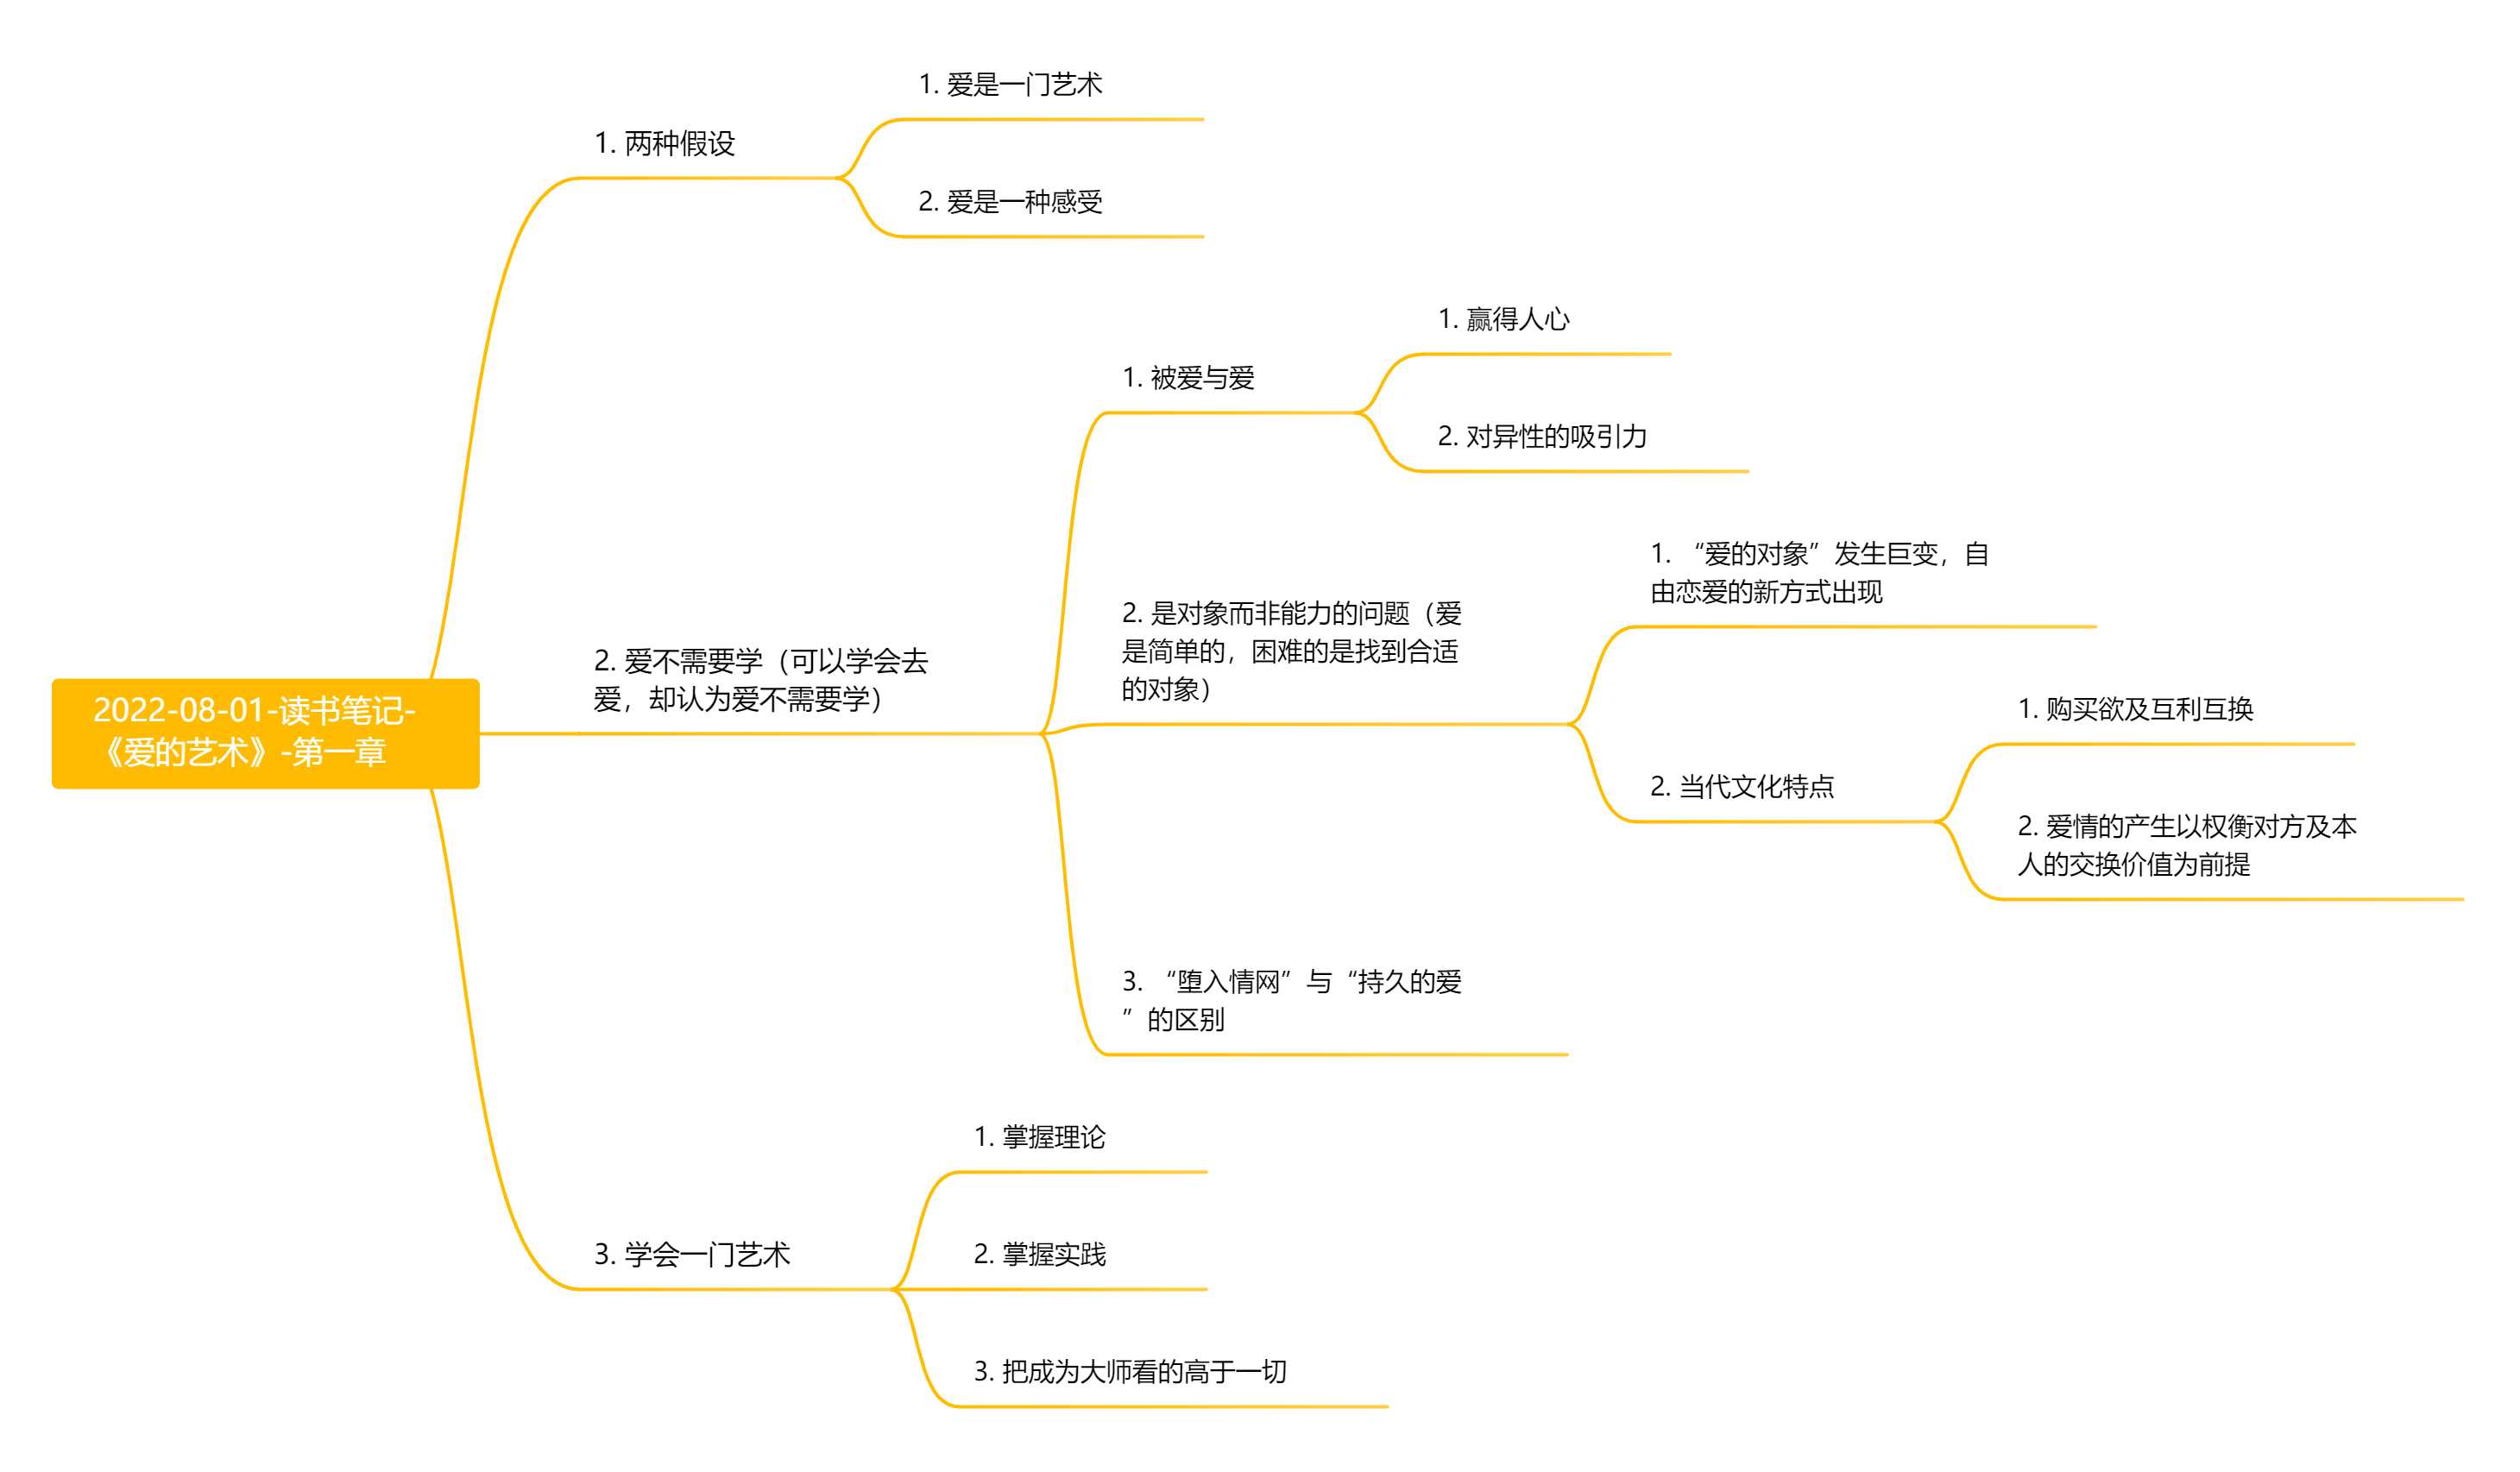 2022-08-01-读书笔记-
《爱的艺术》-第一章
1. 两种假设
1. 爱是一门艺术
2. 爱是一种感受
2. 爱不需要学（可以学会去
爱，却认为爱不需要学）
1. 被爱与爱
1. 赢得人心
2. 对异性的吸引力
2. 是对象而非能力的问题（爱
是简单的，困难的是找到合适
的对象）
1. “爱的对象”发生巨变，自
由恋爱的新方式出现
2. 当代文化特点
1. 购买欲及互利互换
2. 爱情的产生以权衡对方及本
人的交换价值为前提
3. “堕入情网”与“持久的爱
”的区别
3. 学会一门艺术
1. 掌握理论
2. 掌握实践
3. 把成为大师看的高于一切